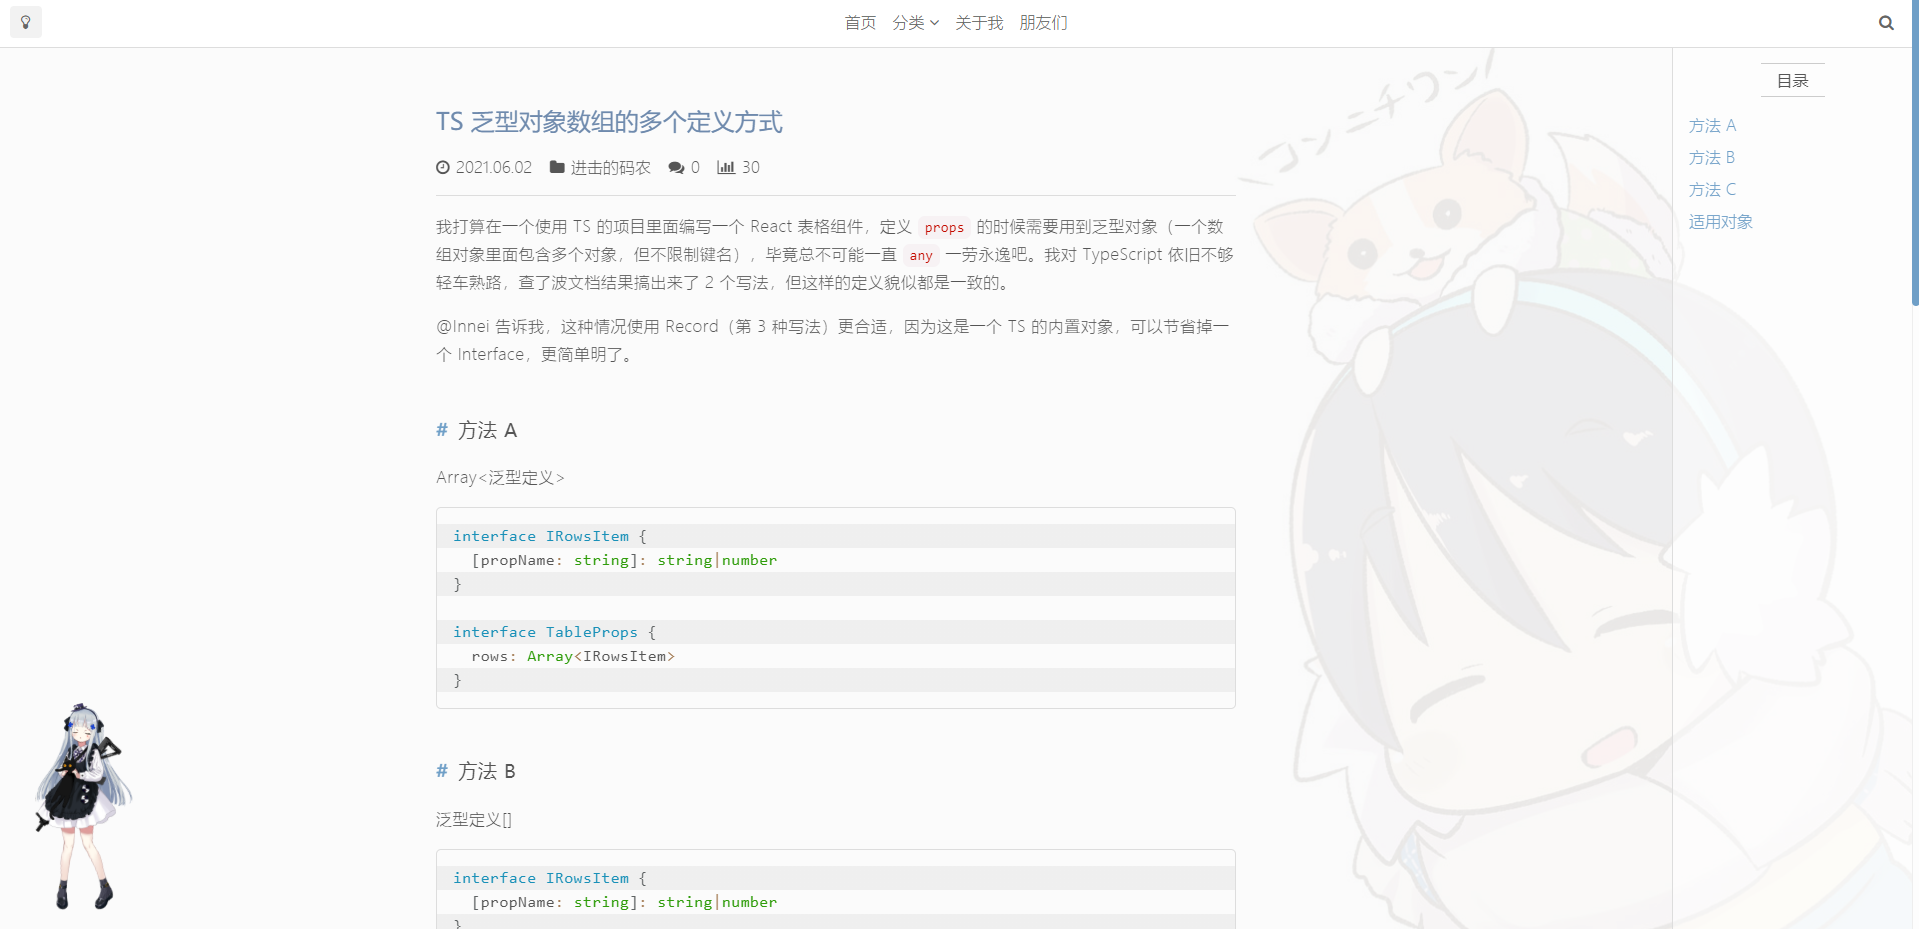 首页 分类 关于我 朋友们
目录
方法 A
方法 B
方法 C
适用对象
コンニチワン!
TS 乏型对象数组的多个定义方式
2021.06.02 进击的码农 0 30
我打算在一个使用 TS 的项目里面编写一个 React 表格组件，定义 props 的时候需要用到乏型对象（一个数
组对象里面包含多个对象，但不限制键名），毕竟总不可能一直 any 一劳永逸吧。我对 TypeScript 依旧不够
轻车熟路，查了波文档结果搞出来了 2 个写法，但这样的定义貌似都是一致的。
@Innei 告诉我，这种情况使用 Record（第 3 种写法）更合适，因为这是一个 TS 的内置对象，可以节省掉一
个 Interface，更简单明了。
# 方法 A
Array<泛型定义>
interface IRowsItem {
[propName: string]: string|number
}
interface TableProps {
rows: Array<IRowsItem>
}
# 方法 B
泛型定义[]
interface IRowsItem {
[propName: string]: string|number
}